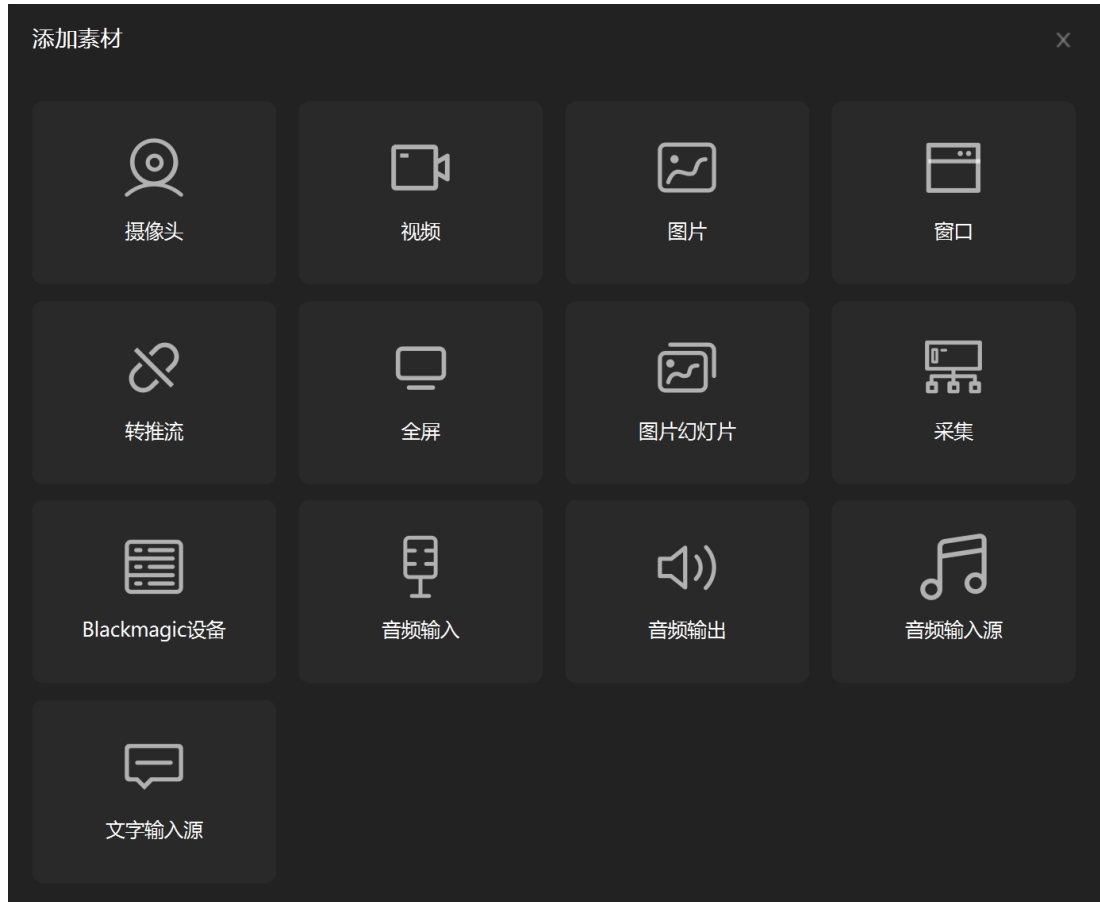 添加素材
摄像头
视频
图片
窗口
转推流
全屏
图片幻灯片
采集
Blackmagic设备
音频输入
音频输出
音频输入源
文字输入源